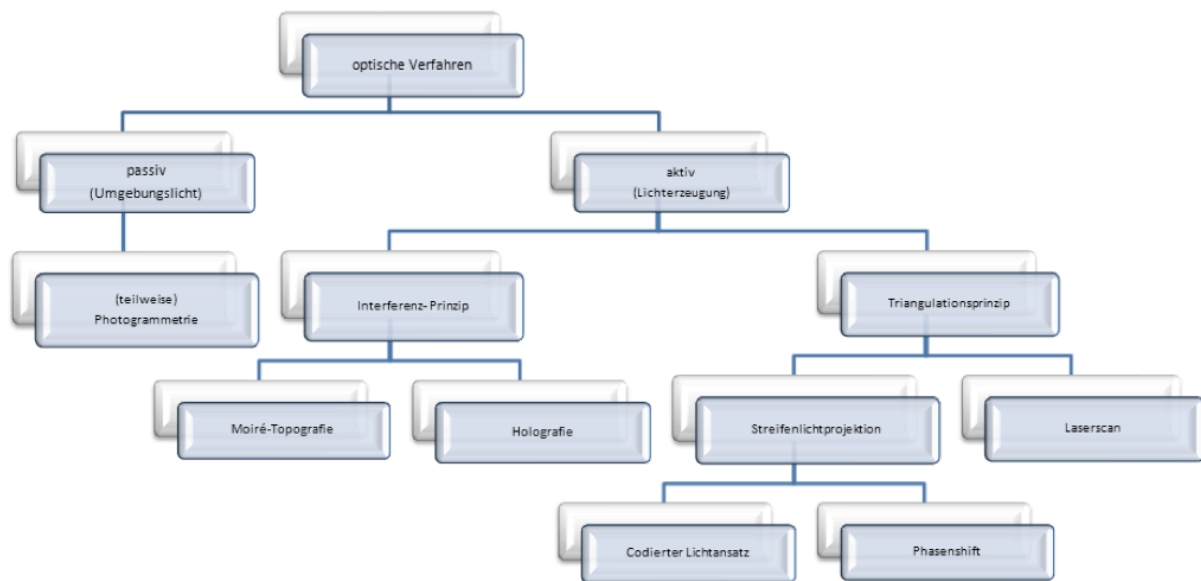 optische Verfahren
passiv
(Umgebungslicht)
aktiv
(Lichterzeugung)
(teilweise)
Photogrammetrie
Interferenz- Prinzip
Triangulationsprinzip
Moiré-Topografie
Holografie
Streifenlichtprojektion
Laserscan
Codierter Lichtansatz
Phasenshift